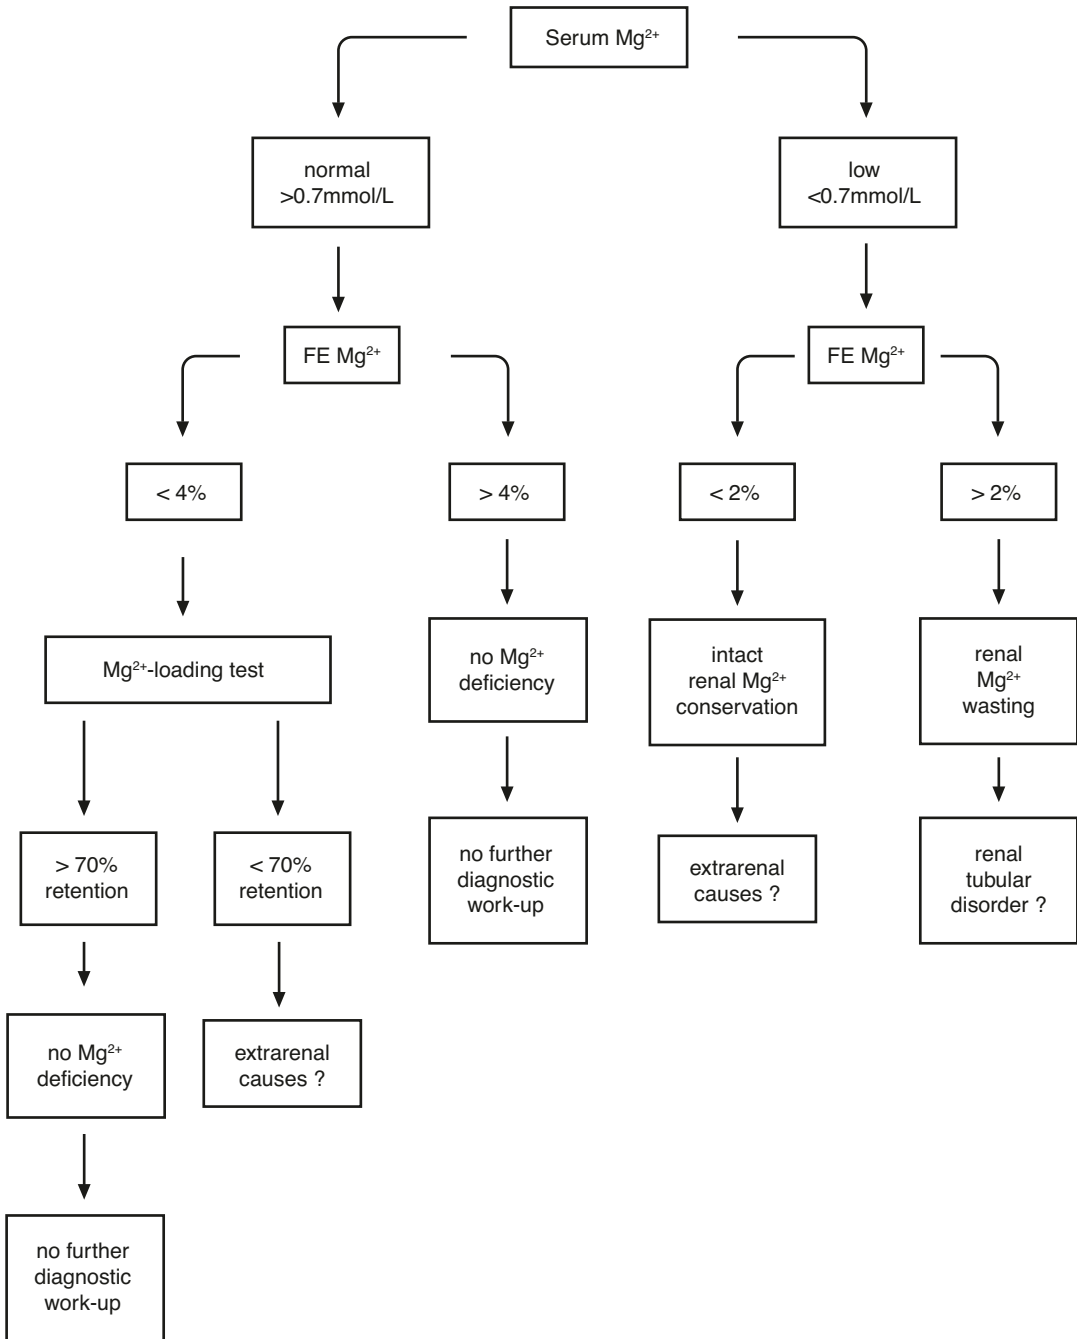 Serum Mg²⁺
normal
>0.7mmol/L
low
<0.7mmol/L
FE Mg²⁺
FE Mg²⁺
< 4%
> 4%
< 2%
> 2%
Mg²⁺-loading test
no Mg²⁺
deficiency
intact
renal Mg²⁺
conservation
renal
Mg²⁺
wasting
> 70%
retention
< 70%
retention
no further
diagnostic
work-up
extrarenal
causes ?
renal
tubular
disorder ?
no Mg²⁺
deficiency
extrarenal
causes ?
no further
diagnostic
work-up